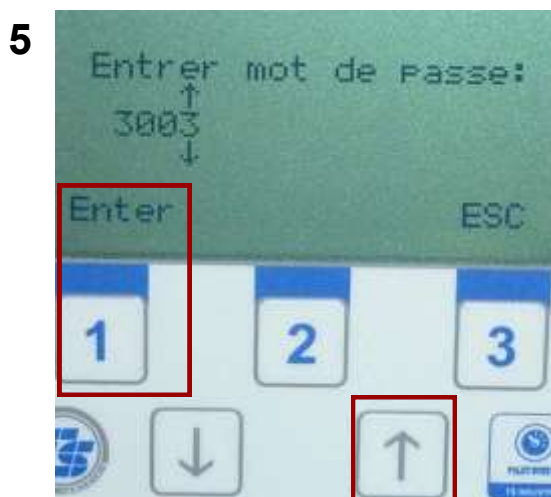 5
Entrer mot de passe:
↑
3003
↓
Enter ESC
1 2 3
↓ ↑